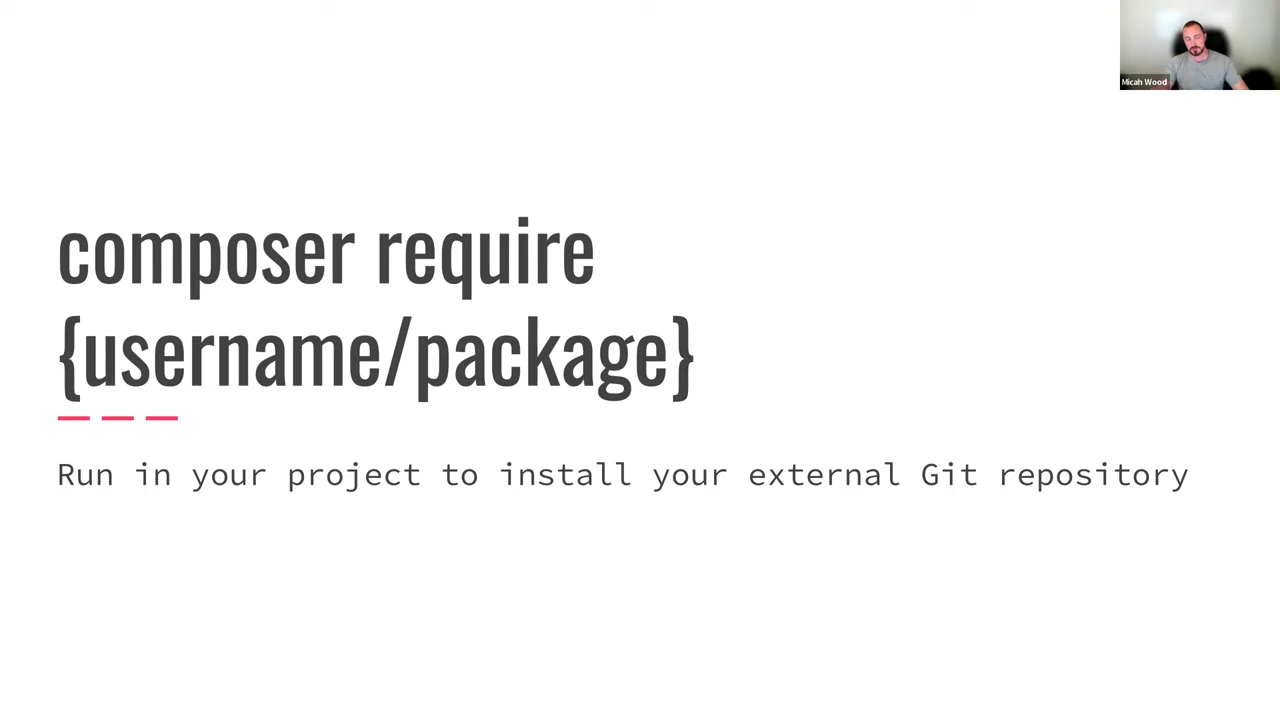 Micah Wood
composer require
{username/package}
Run in your project to install your external Git repository